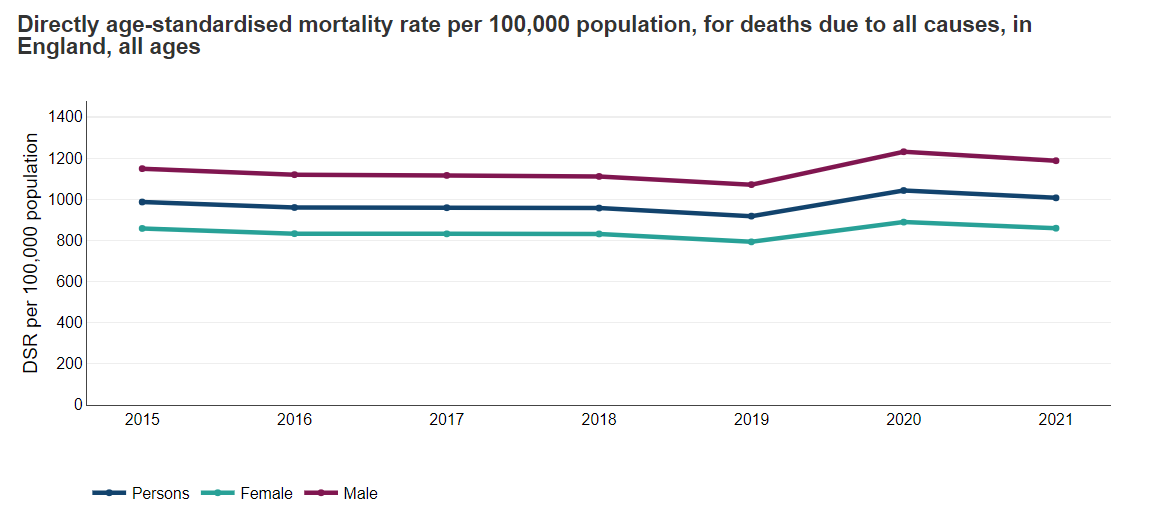 Directly age-standardised mortality rate per 100,000 population, for deaths due to all causes, in
England, all ages
DSR per 100,000 population
1400
1200
1000
800
600
400
200
0
2015 2016 2017 2018 2019 2020 2021
Persons Female Male